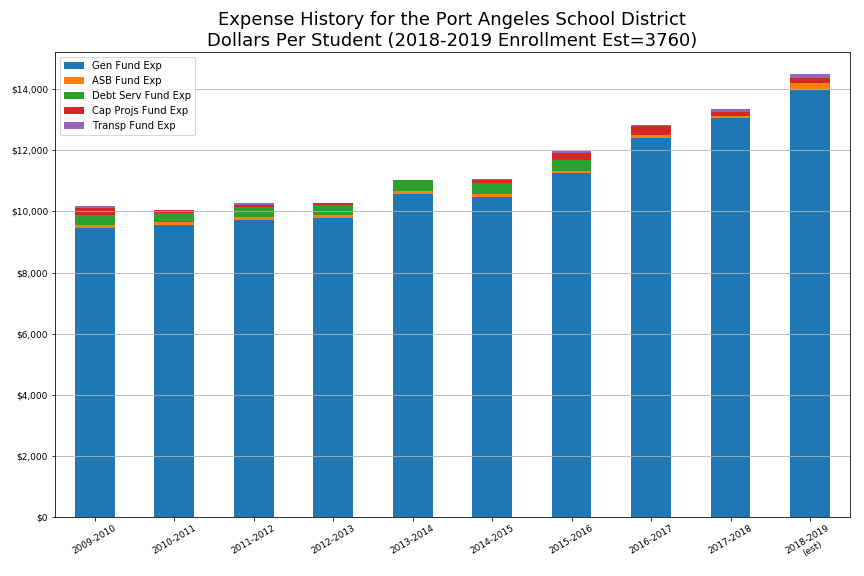 Expense History for the Port Angeles School District
Dollars Per Student (2018-2019 Enrollment Est=3760)
Gen Fund Exp
ASB Fund Exp
Debt Serv Fund Exp
Cap Projs Fund Exp
Transp Fund Exp
$14,000
$12,000
$10,000
$8,000
$6,000
$4,000
$2,000
$0
2009-2010
2010-2011
2011-2012
2012-2013
2013-2014
2014-2015
2015-2016
2016-2017
2017-2018
2018-2019
(est)